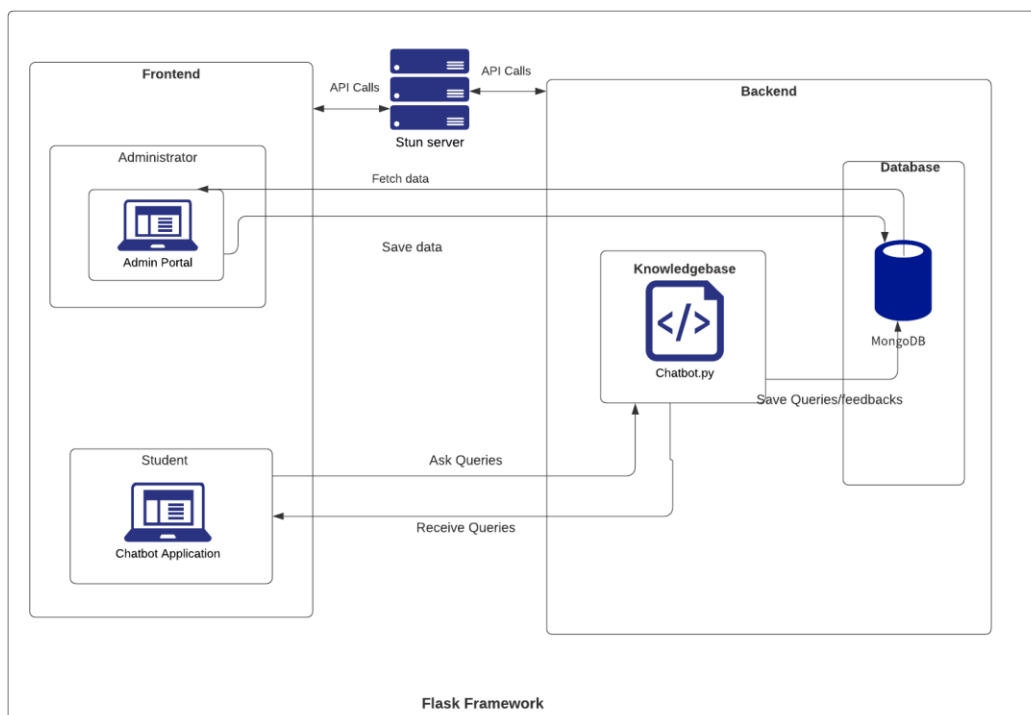 Frontend
API Calls
API Calls
Stun server
Backend
Administrator
Admin Portal
Fetch data
Save data
Database
MongoDB
Knowledgebase
</>
Chatbot.py
Save Queries/feedbacks
Student
Chatbot Application
Ask Queries
Receive Queries
Flask Framework